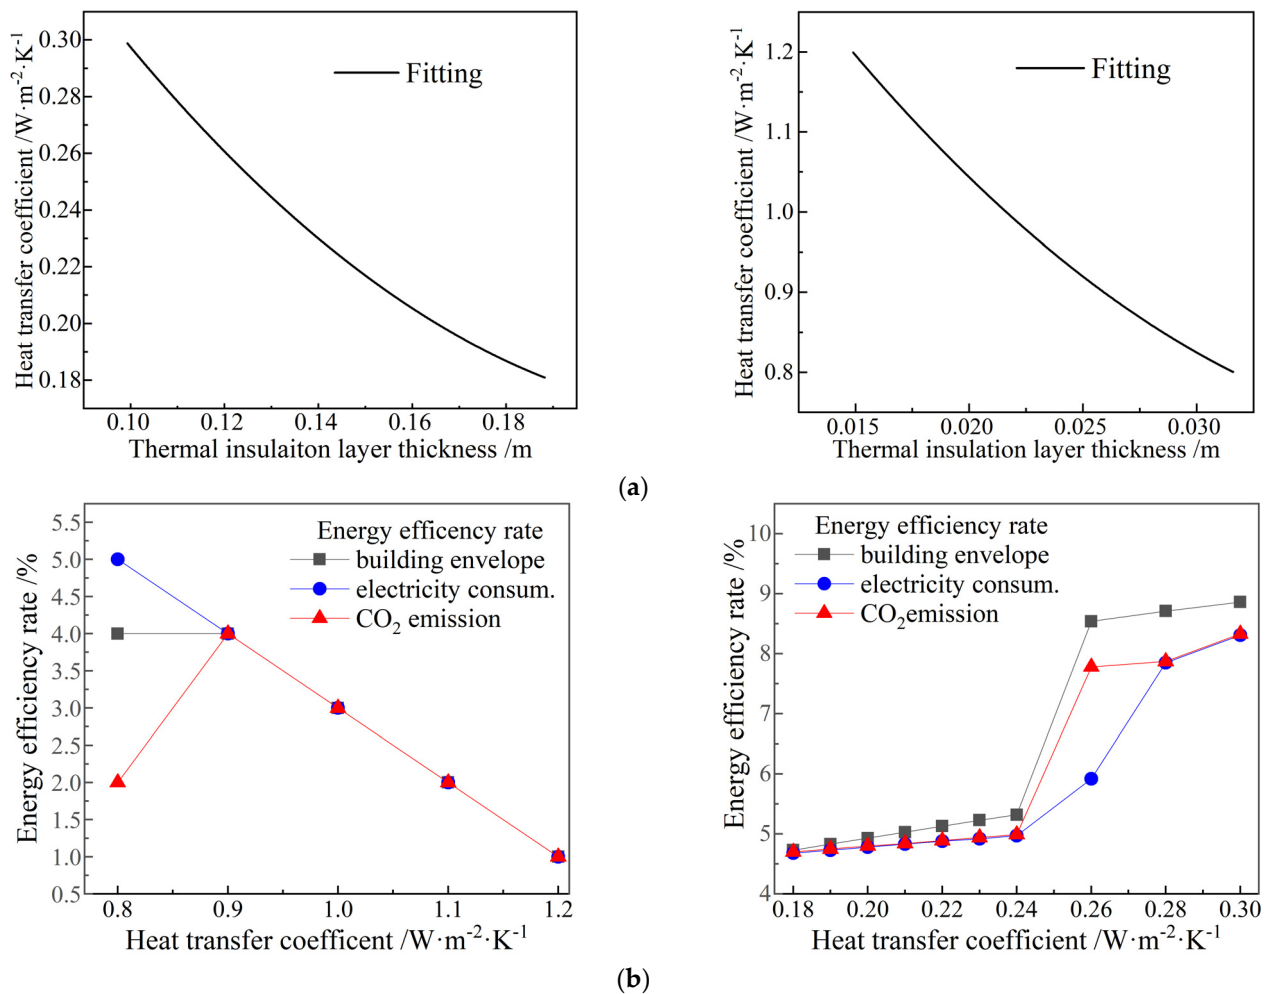 Heat transfer coefficient /W·m⁻²·K⁻¹
0.30
0.28
0.26
0.24
0.22
0.20
0.18
Fitting
0.10 0.12 0.14 0.16 0.18
Thermal insulaiton layer thickness /m
Heat transfer coefficient /W·m⁻²·K⁻¹
1.2
1.1
1.0
0.9
0.8
Fitting
0.015 0.020 0.025 0.030
Thermal insulation layer thickness /m
(a)
Energy efficiency rate /%
5.5
5.0
4.5
4.0
3.5
3.0
2.5
2.0
1.5
1.0
0.5
Energy efficency rate
building envelope
electricity consum.
CO₂ emission
0.8 0.9 1.0 1.1 1.2
Heat transfer coefficent /W·m⁻²·K⁻¹
Energy efficiency rate /%
10
9
8
7
6
5
4
Energy efficiency rate
building envelope
electricity consum.
CO₂emission
0.18 0.20 0.22 0.24 0.26 0.28 0.30
Heat transfer coefficient /W·m⁻²·K⁻¹
(b)